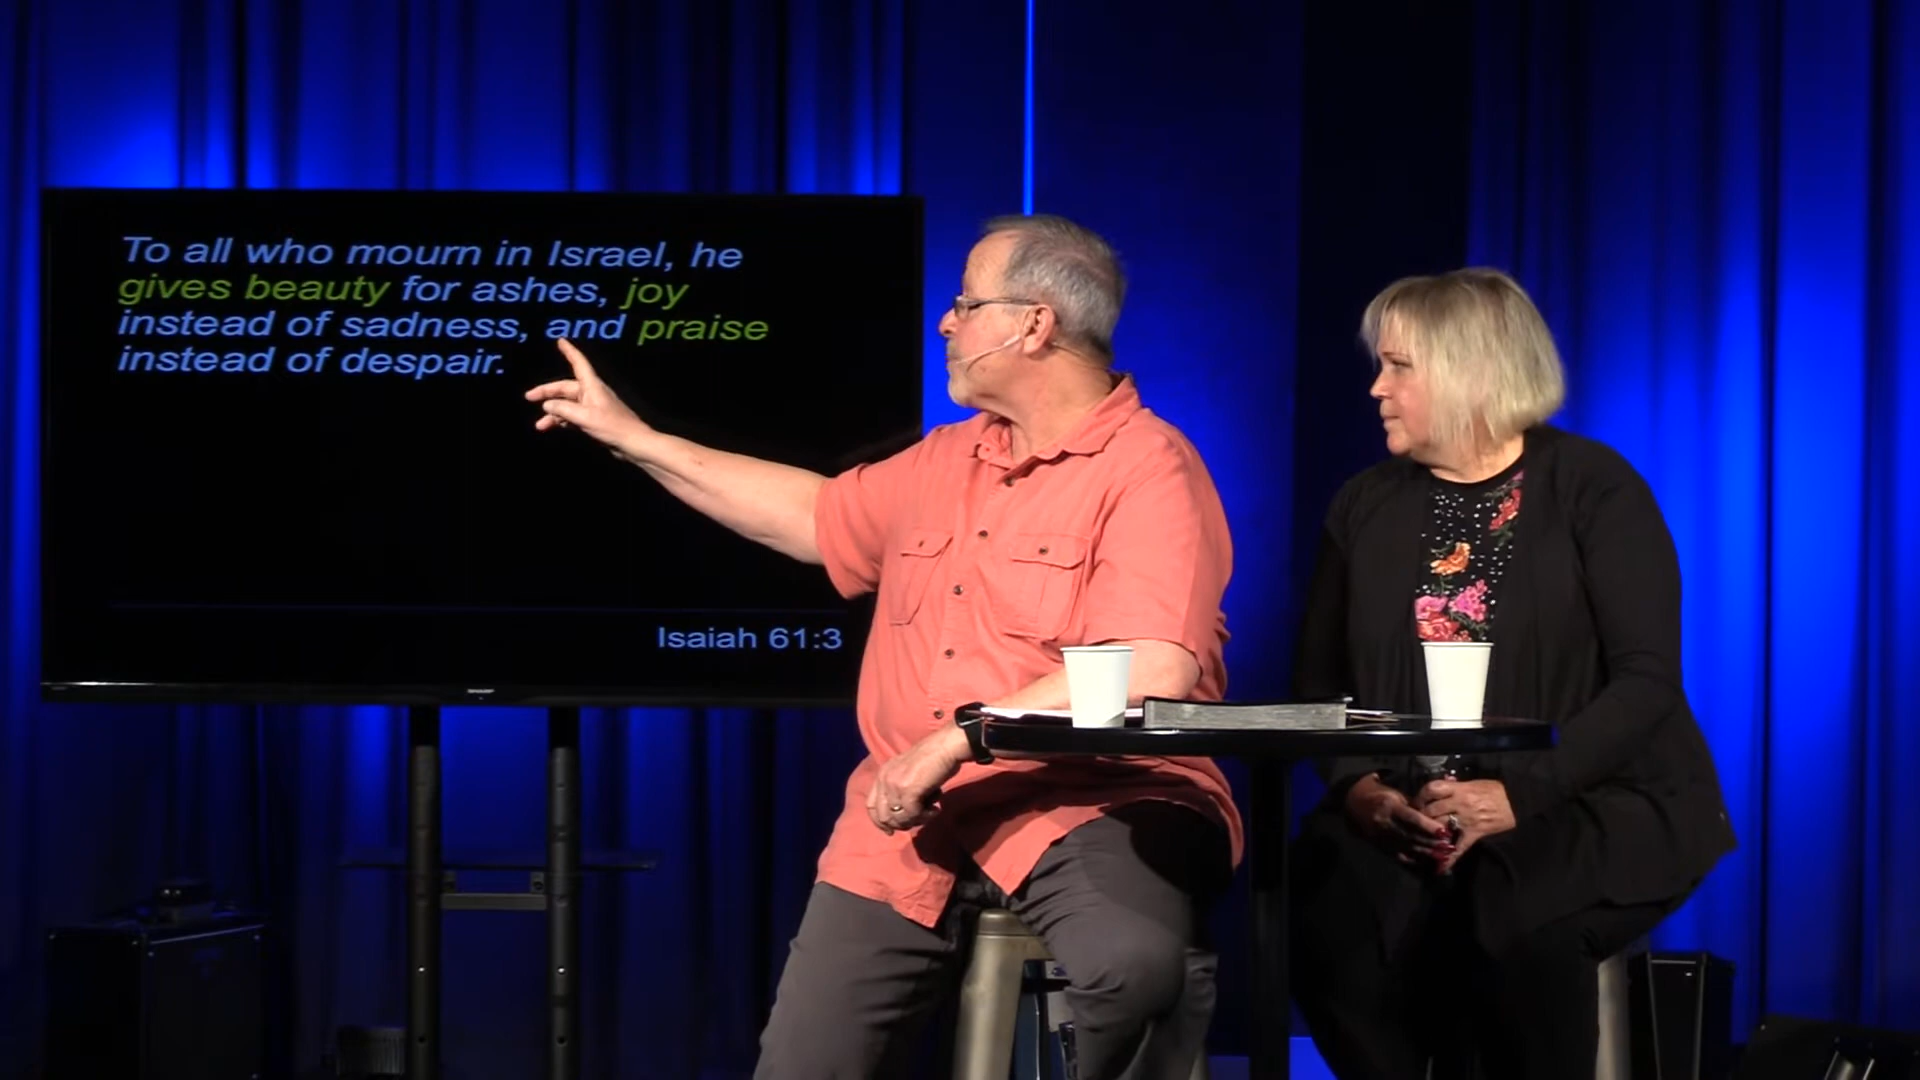 To all who mourn in Israel, he
gives beauty for ashes, joy
instead of sadness, and praise
instead of despair.
Isaiah 61:3
SHARP